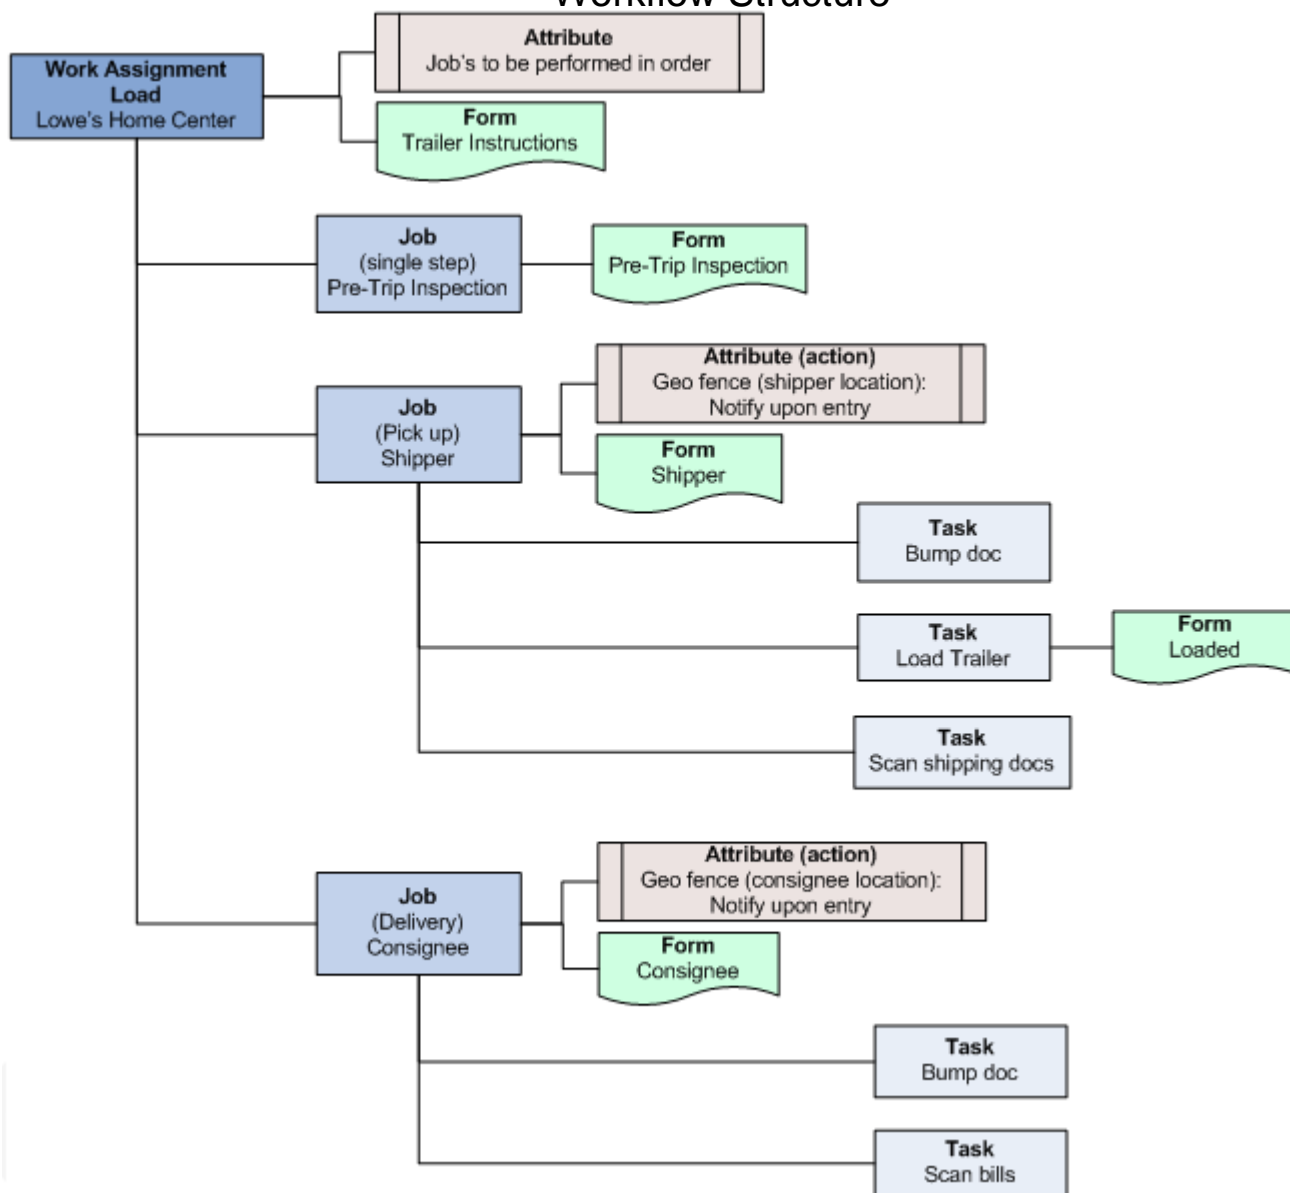 Workflow Structure
Attribute
Job's to be performed in order
Work Assignment
Load
Lowe's Home Center
Form
Trailer Instructions
Job
(single step)
Pre-Trip Inspection
Form
Pre-Trip Inspection
Attribute (action)
Geo fence (shipper location):
Notify upon entry
Job
(Pick up)
Shipper
Form
Shipper
Task
Bump doc
Task
Load Trailer
Form
Loaded
Task
Scan shipping docs
Attribute (action)
Geo fence (consignee location):
Notify upon entry
Job
(Delivery)
Consignee
Form
Consignee
Task
Bump doc
Task
Scan bills